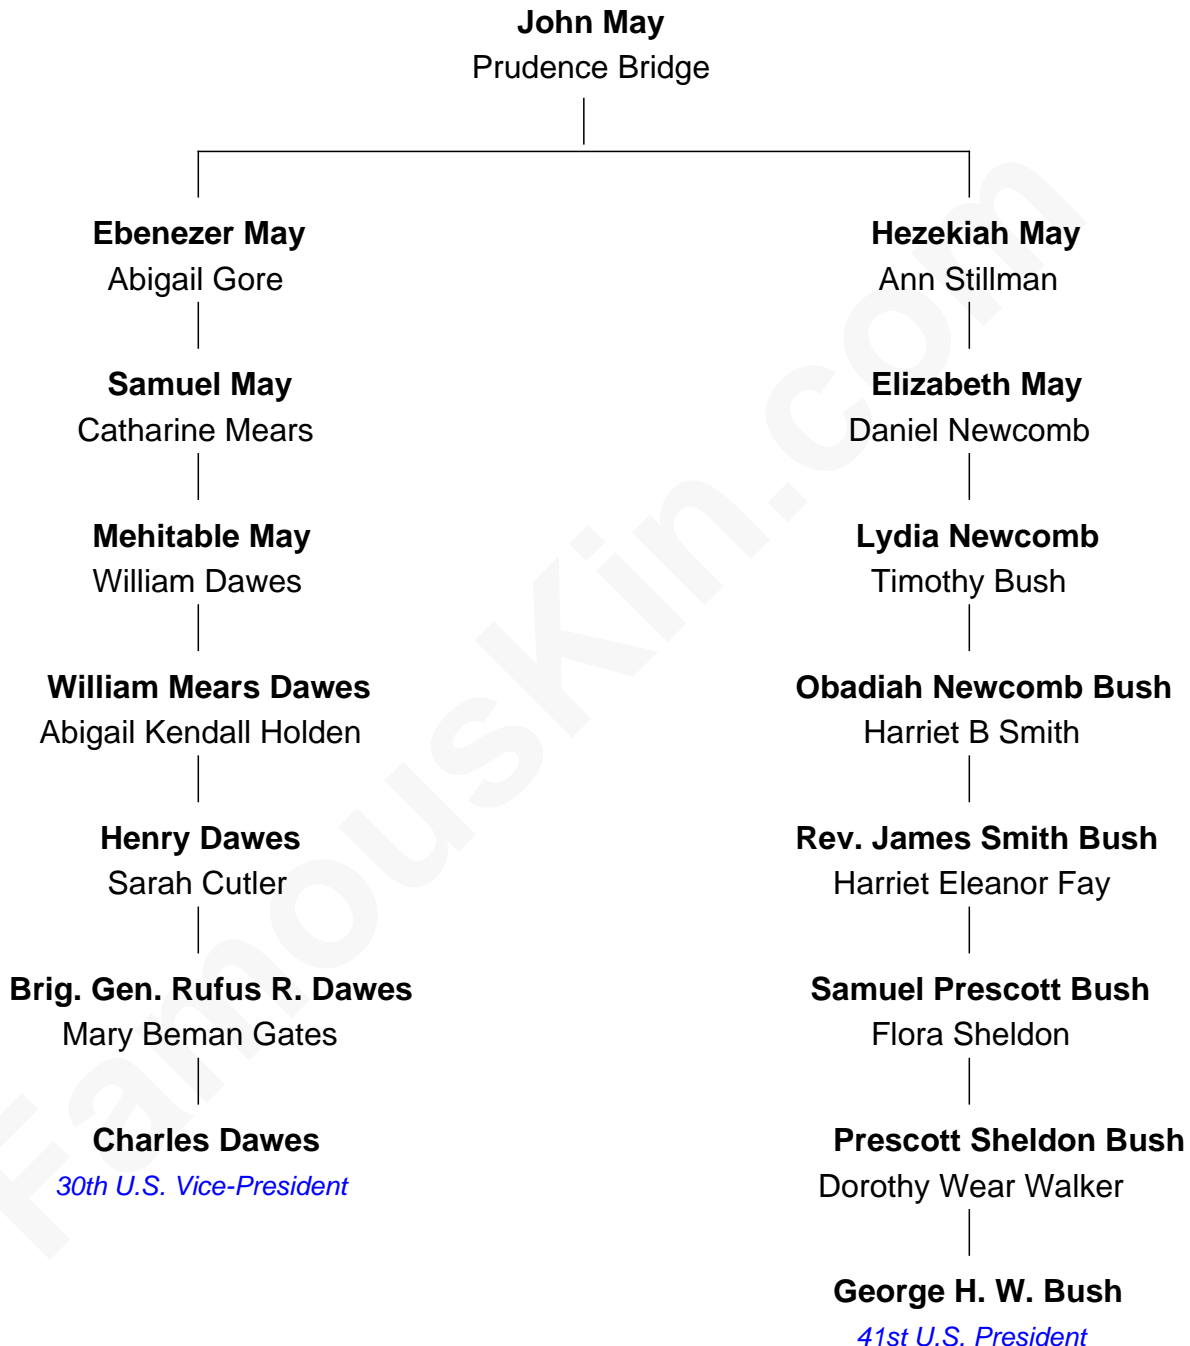 John May
Prudence Bridge
Ebenezer May
Abigail Gore
Hezekiah May
Ann Stillman
Samuel May
Catharine Mears
Elizabeth May
Daniel Newcomb
Mehitable May
William Dawes
Lydia Newcomb
Timothy Bush
William Mears Dawes
Abigail Kendall Holden
Obadiah Newcomb Bush
Harriet B Smith
Henry Dawes
Sarah Cutler
Rev. James Smith Bush
Harriet Eleanor Fay
Brig. Gen. Rufus R. Dawes
Mary Beman Gates
Samuel Prescott Bush
Flora Sheldon
Charles Dawes
30th U.S. Vice-President
Prescott Sheldon Bush
Dorothy Wear Walker
George H. W. Bush
41st U.S. President
FamousKin.com